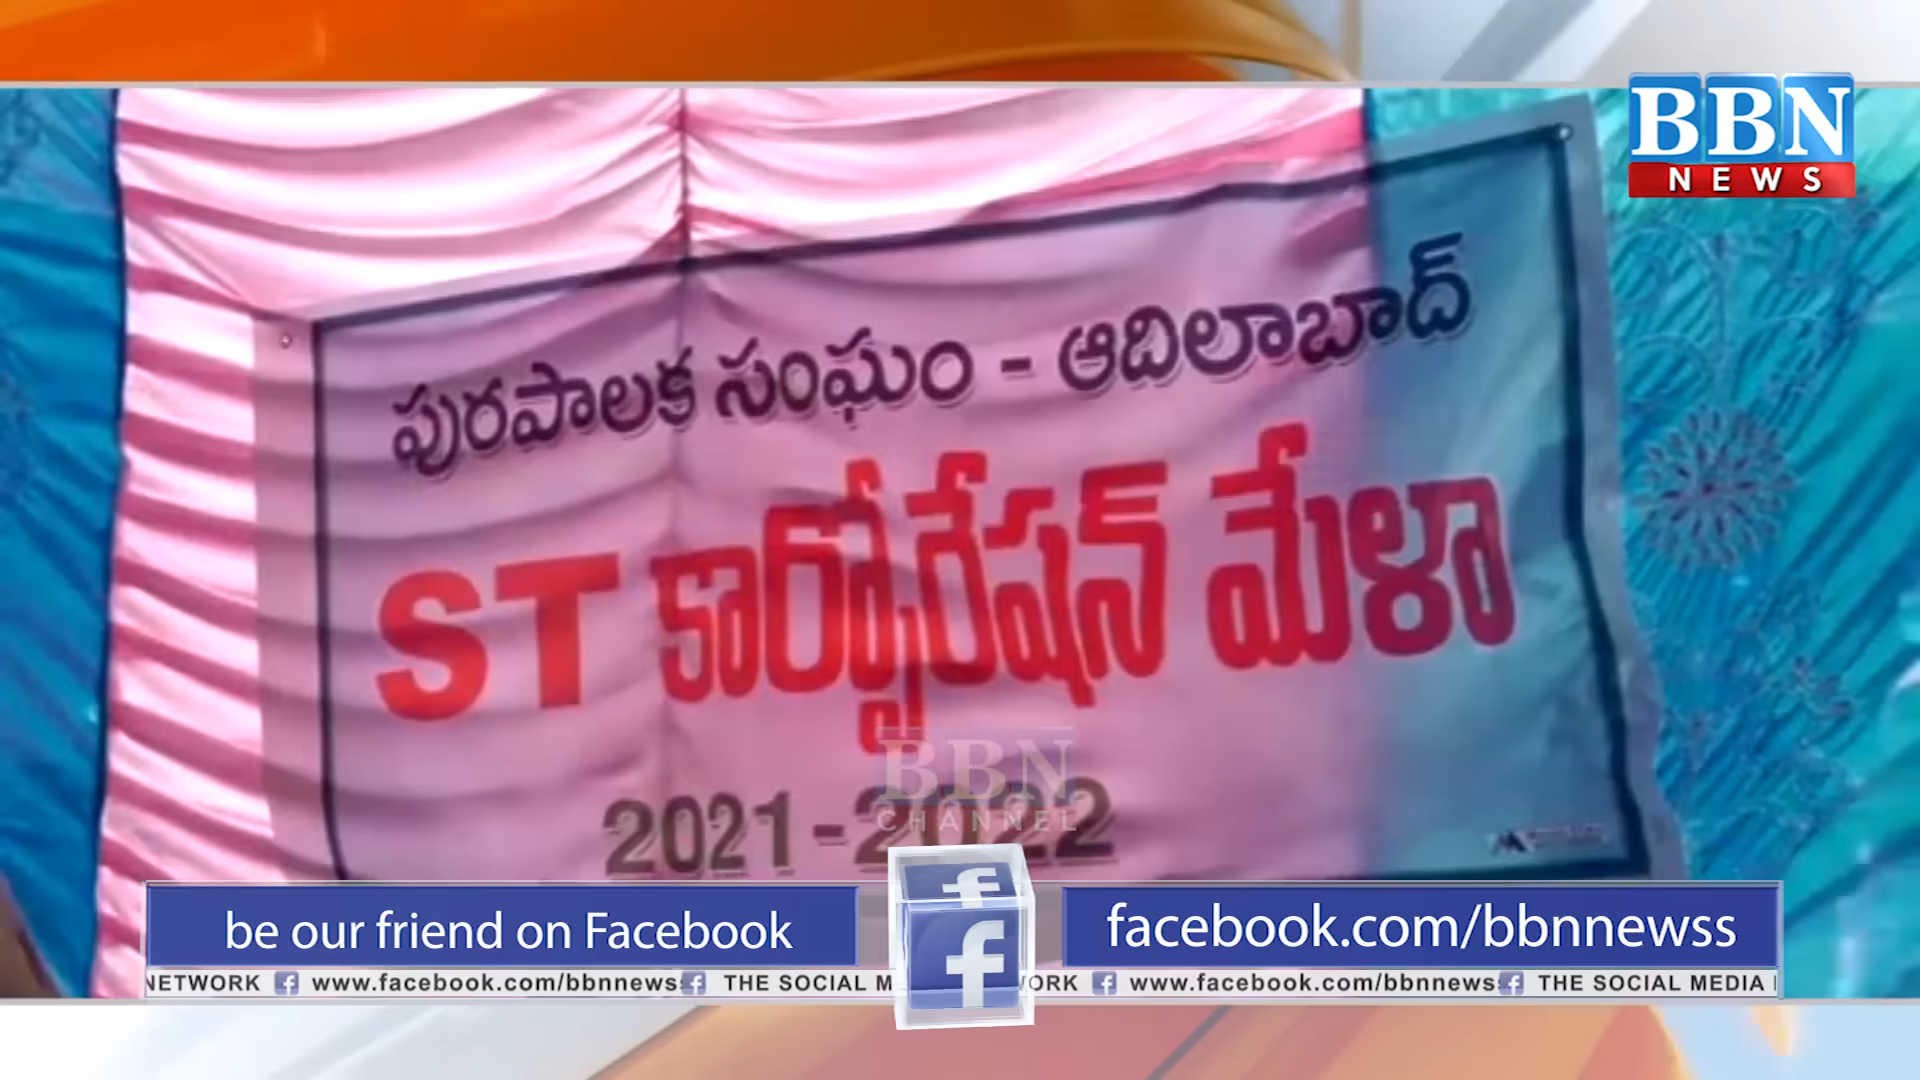 BBN
NEWS
పురపాలక సంఘం - ఆదిలాబాద్
ST కార్పోరేషన్ మేళా
2021-2022
BBN
CHANNEL
be our friend on Facebook
facebook.com/bbnnewss
NETWORK www.facebook.com/bbnnews THE SOCIAL M ORK www.facebook.com/bbnnews THE SOCIAL MEDIA